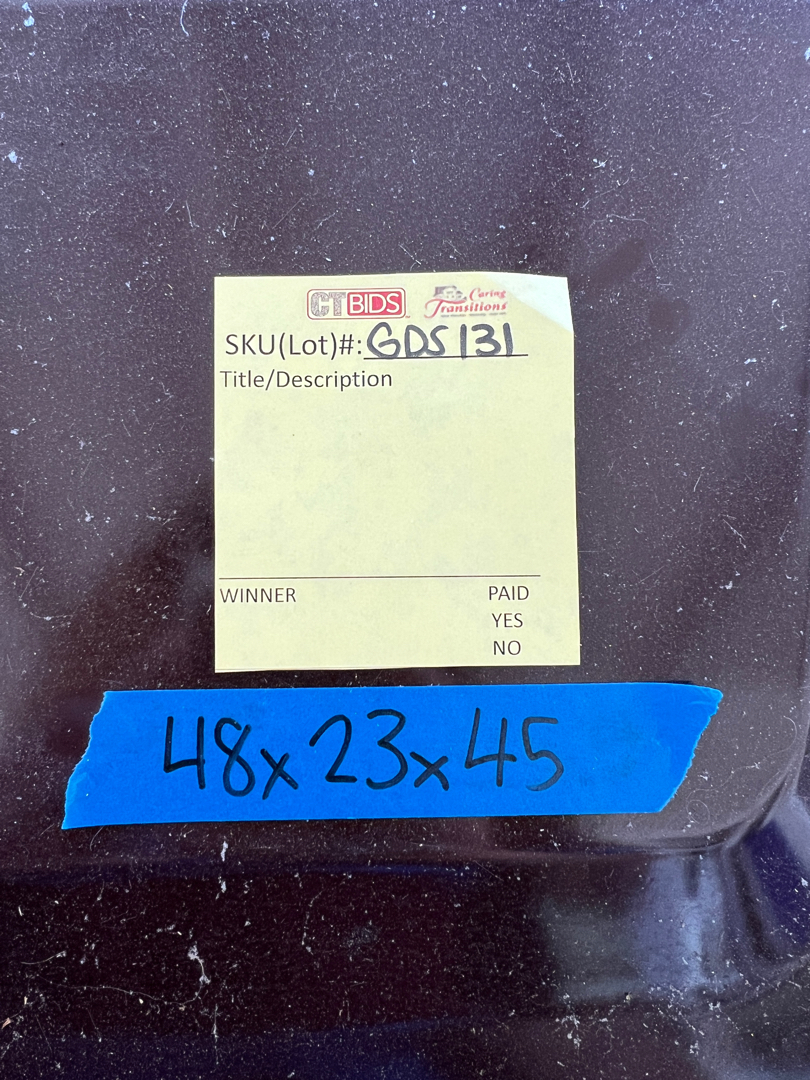 CTBIDS Caring Transitions
SKU(Lot)#: GDS131
Title/Description
WINNER PAID
YES
NO
48x23x45